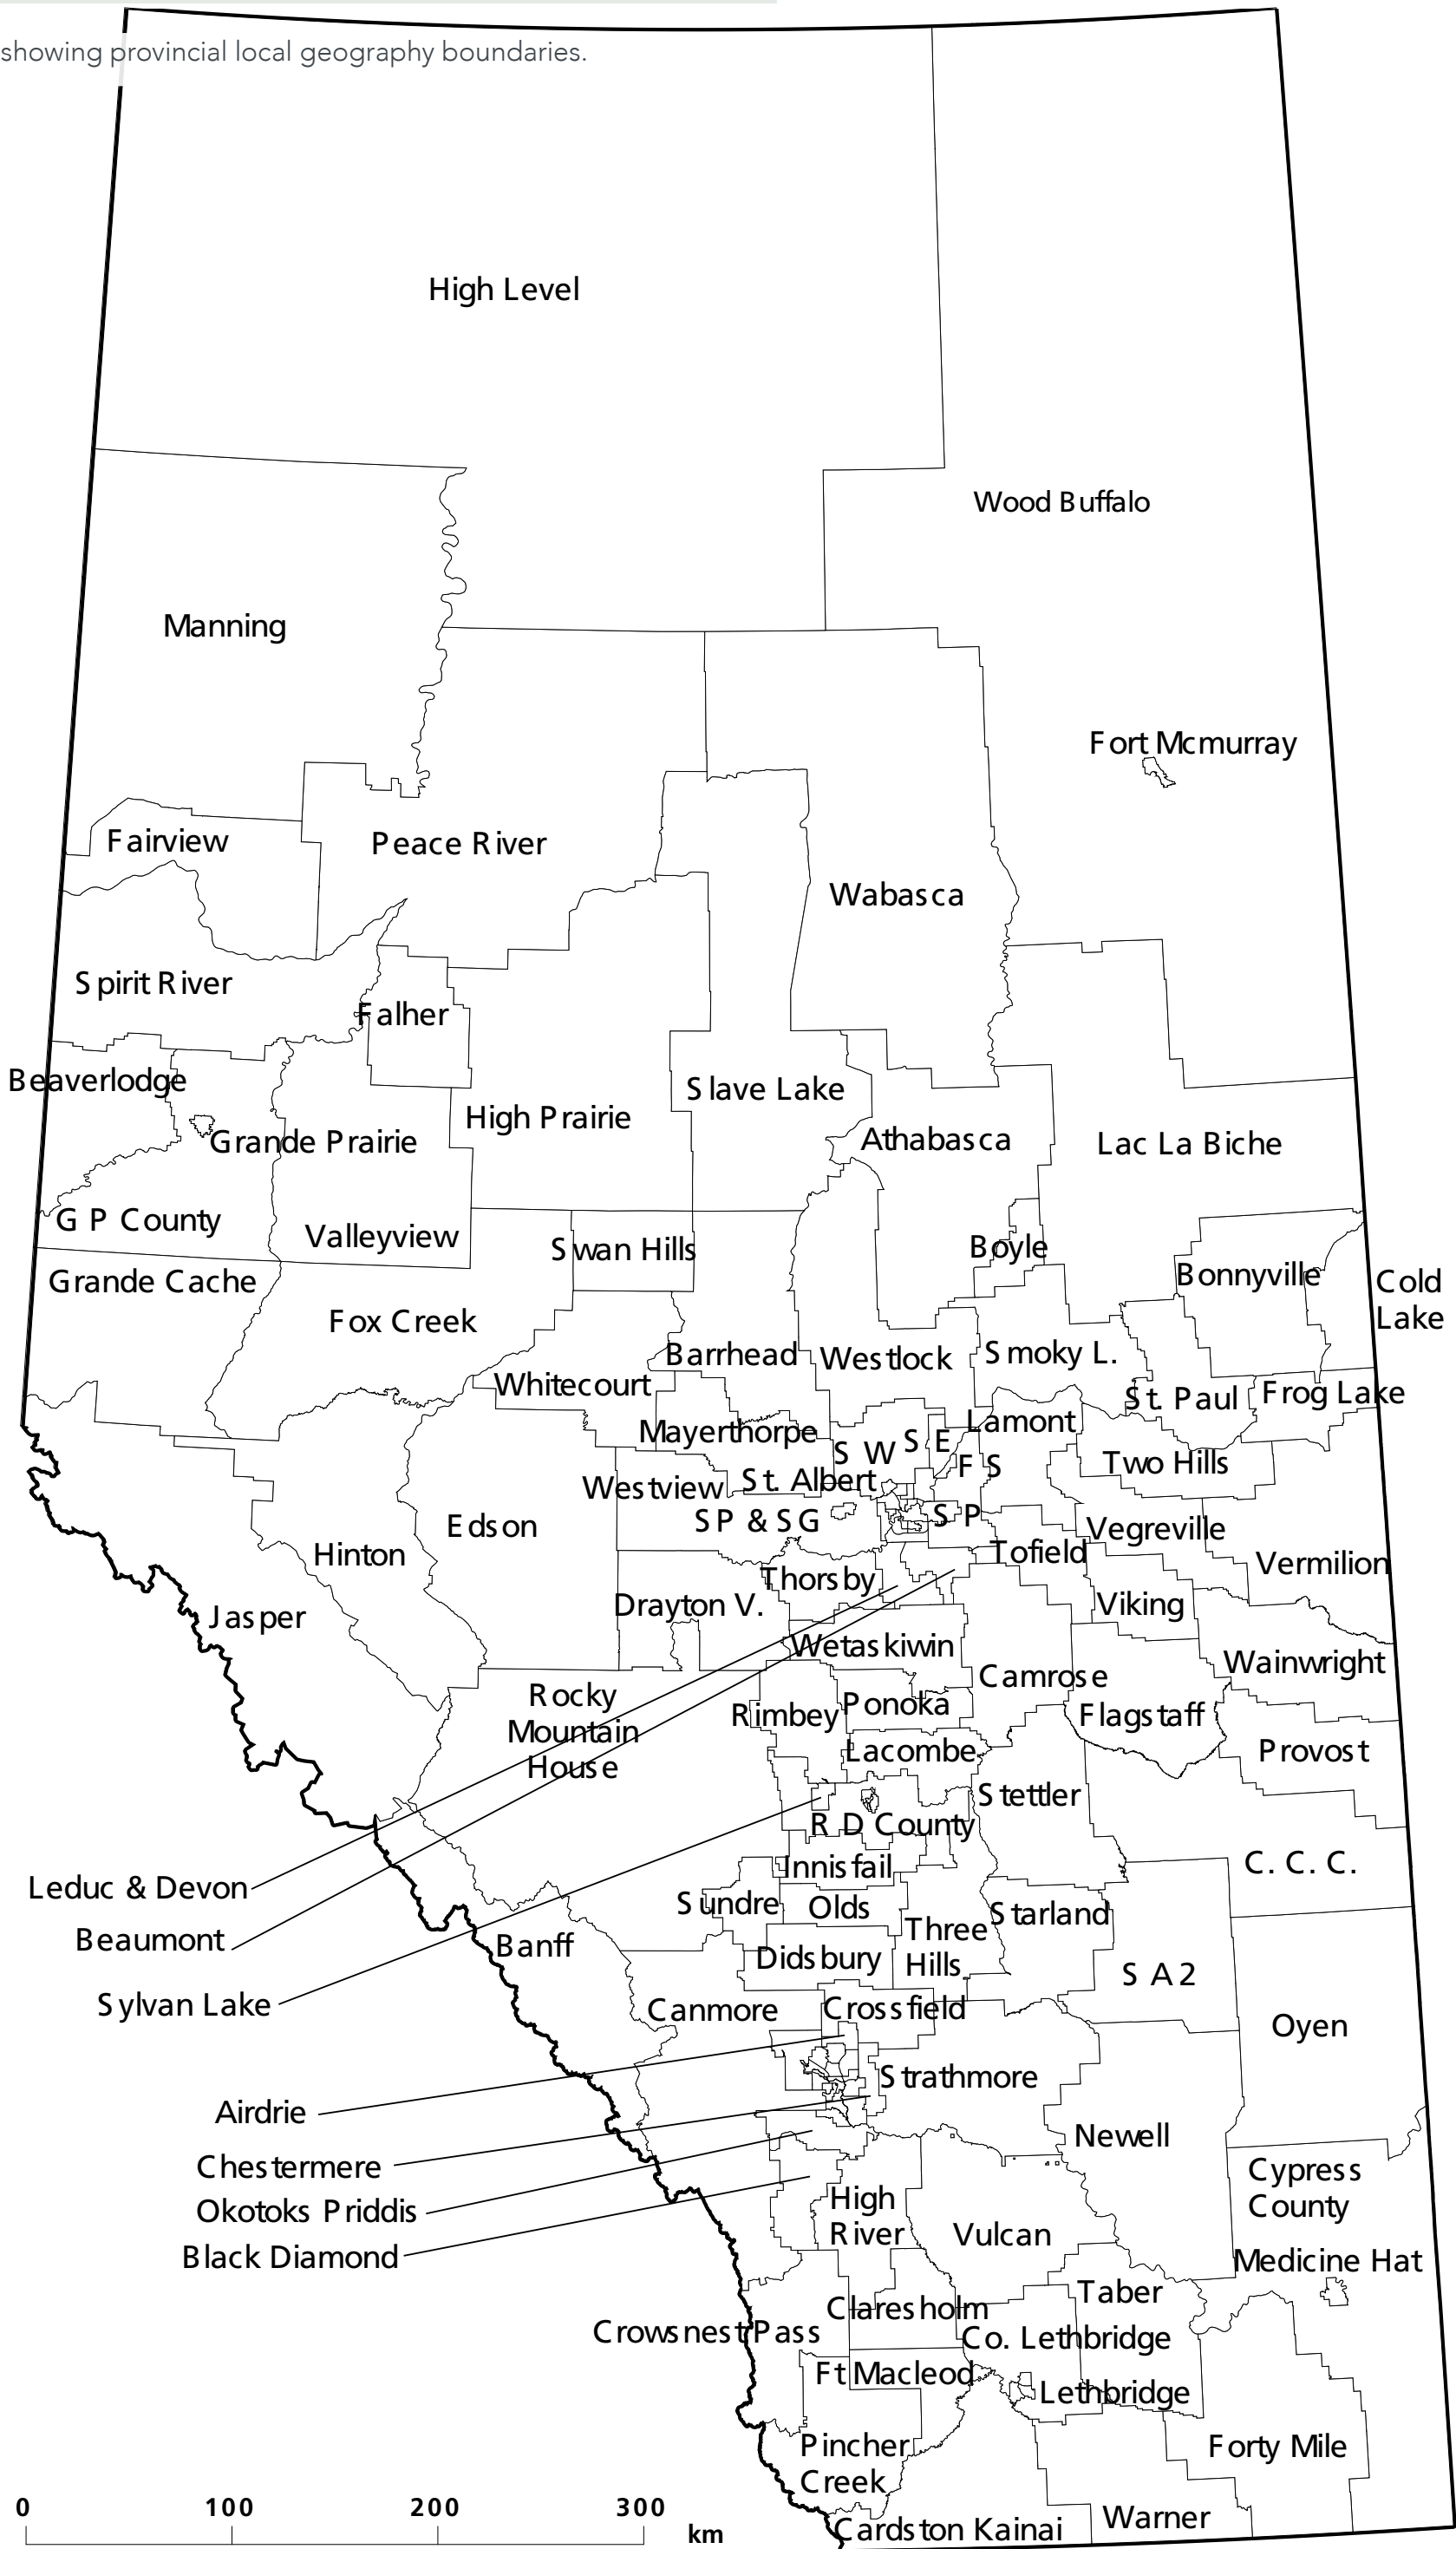 showing provincial local geography boundaries.
High Level
Wood Buffalo
Manning
Fort Mcmurray
Fairview
Peace River
Wabasca
Spirit River
Falher
Beaverlodge
Slave Lake
High Prairie
Grande Prairie
Athabasca
Lac La Biche
G P County
Valleyview
Swan Hills
Boyle
Bonnyville
Cold
Lake
Grande Cache
Fox Creek
Barrhead
Westlock
Smoky L.
Whitecourt
St. Paul
Frog Lake
Mayerthorpe
Lamont
S W
S E
F S
Two Hills
Westview
St. Albert
SP & SG
S P
Edson
Vegreville
Hinton
Tofield
Vermilion
Thorsby
Drayton V.
Viking
Jasper
Wetaskiwin
Wainwright
Camrose
Rocky
Mountain
House
Rimbey
Ponoka
Flagstaff
Lacombe
Provost
Stettler
R D County
Innisfail
C. C. C.
Leduc & Devon
Sundre
Olds
Starland
Beaumont
Banff
Three
Hills
Didsbury
S A2
Sylvan Lake
Canmore
Crossfield
Oyen
Strathmore
Airdrie
Newell
Chestermere
Cypress
County
Okotoks Priddis
High
River
Vulcan
Black Diamond
Medicine Hat
Taber
Claresholm
Crowsnest Pass
Co. Lethbridge
Ft Macleod
Lethbridge
Pincher
Creek
Forty Mile
Warner
Cardston Kainai
0 100 200 300
km